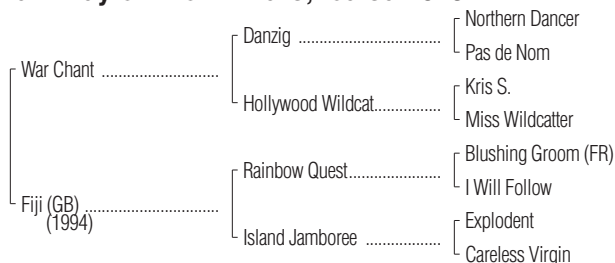 Northern Dancer
Danzig ..............................
Pas de Nom
War Chant .........................
Kris S.
Hollywood Wildcat.................
Miss Wildcatter
Blushing Groom (FR)
Rainbow Quest.......................
I Will Follow
Fiji (GB) .............................
(1994)
Explodent
Island Jamboree ...................
Careless Virgin